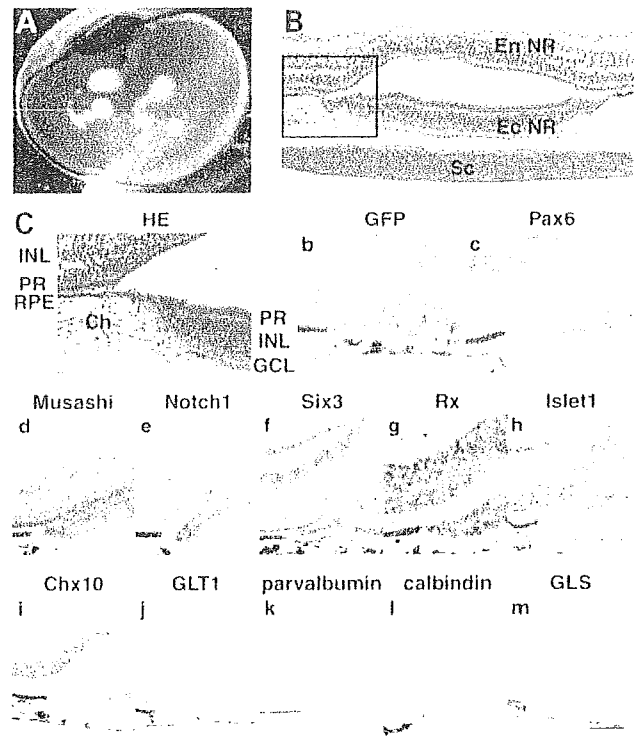 A
B
En NR
Ec NR
Sc
C
HE
GFP
Pax6
INL
PR
RPE
Ch
b
c
PR
INL
GCL
Musashi
Notch1
Six3
Rx
Islet1
d
e
f
g
h
Chx10
GLT1
parvalbumin
calbindin
GLS
i
j
k
l
m